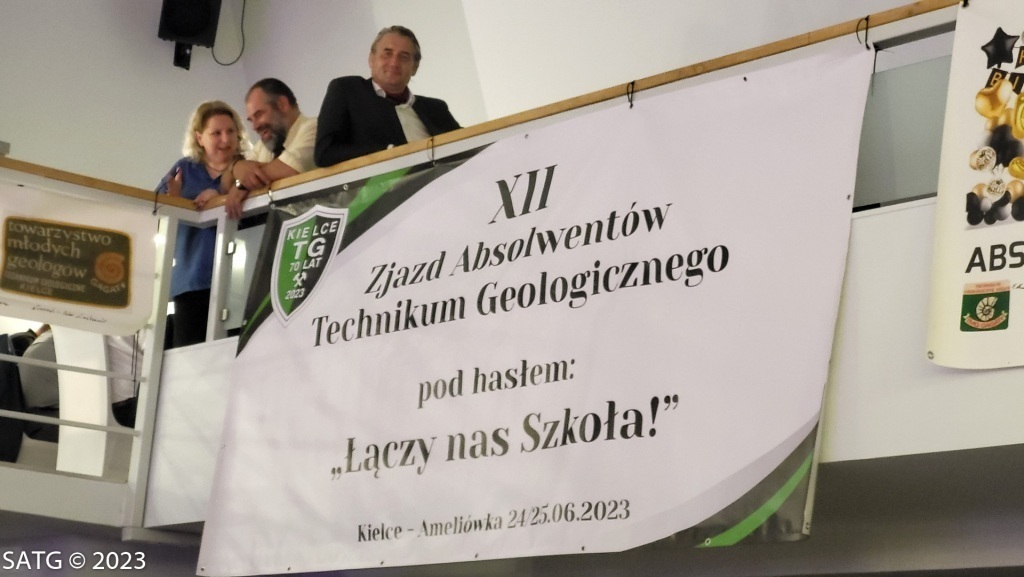 XII
Zjazd Absolwentów
Technikum Geologicznego
pod hasłem:
„Łączy nas Szkoła!”
Kielce - Ameliówka 24/25.06.2023
KIELCE
TG
70 LAT
2023
towarzystwo
młodych
geologów
GAGATY
ABS
SATG © 2023